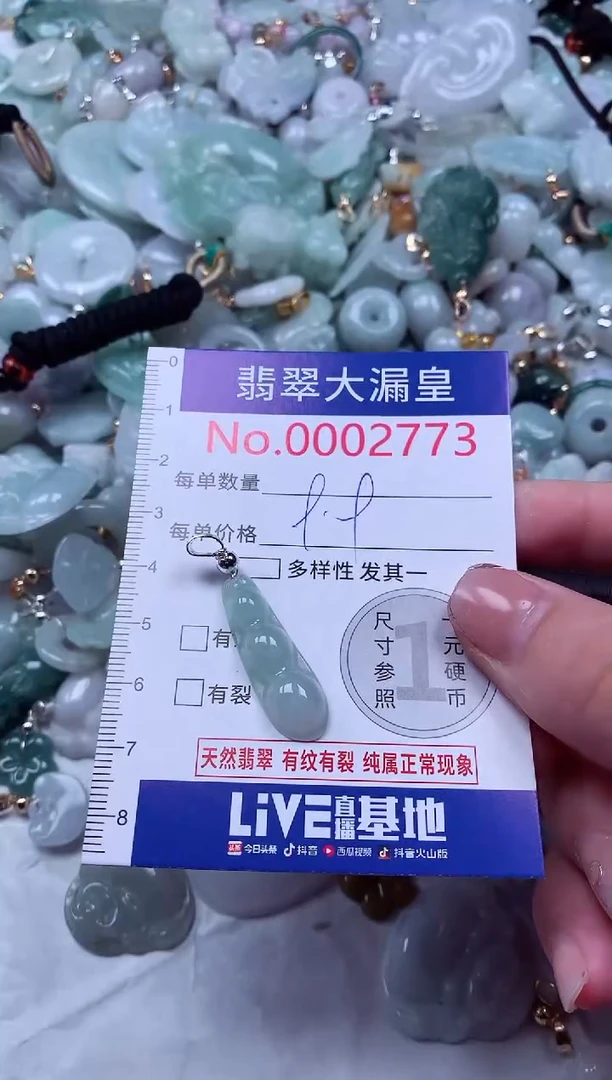 翡翠大漏皇
No.0002773
每单数量
每单价格
多样性 发其一
有
有裂
尺寸参照
1
一元硬币
天然翡翠 有纹有裂 纯属正常现象
LiVE直播基地
今日头条 抖音 西瓜视频 抖音火山版
0
1
2
3
4
5
6
7
8